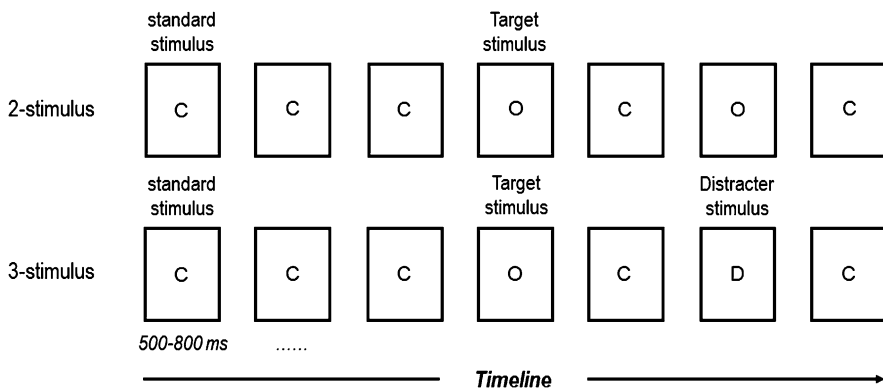 standard
stimulus
Target
stimulus
2-stimulus
C
C
C
O
C
O
C
standard
stimulus
Target
stimulus
Distracter
stimulus
3-stimulus
C
C
C
O
C
D
C
500-800 ms
......
Timeline